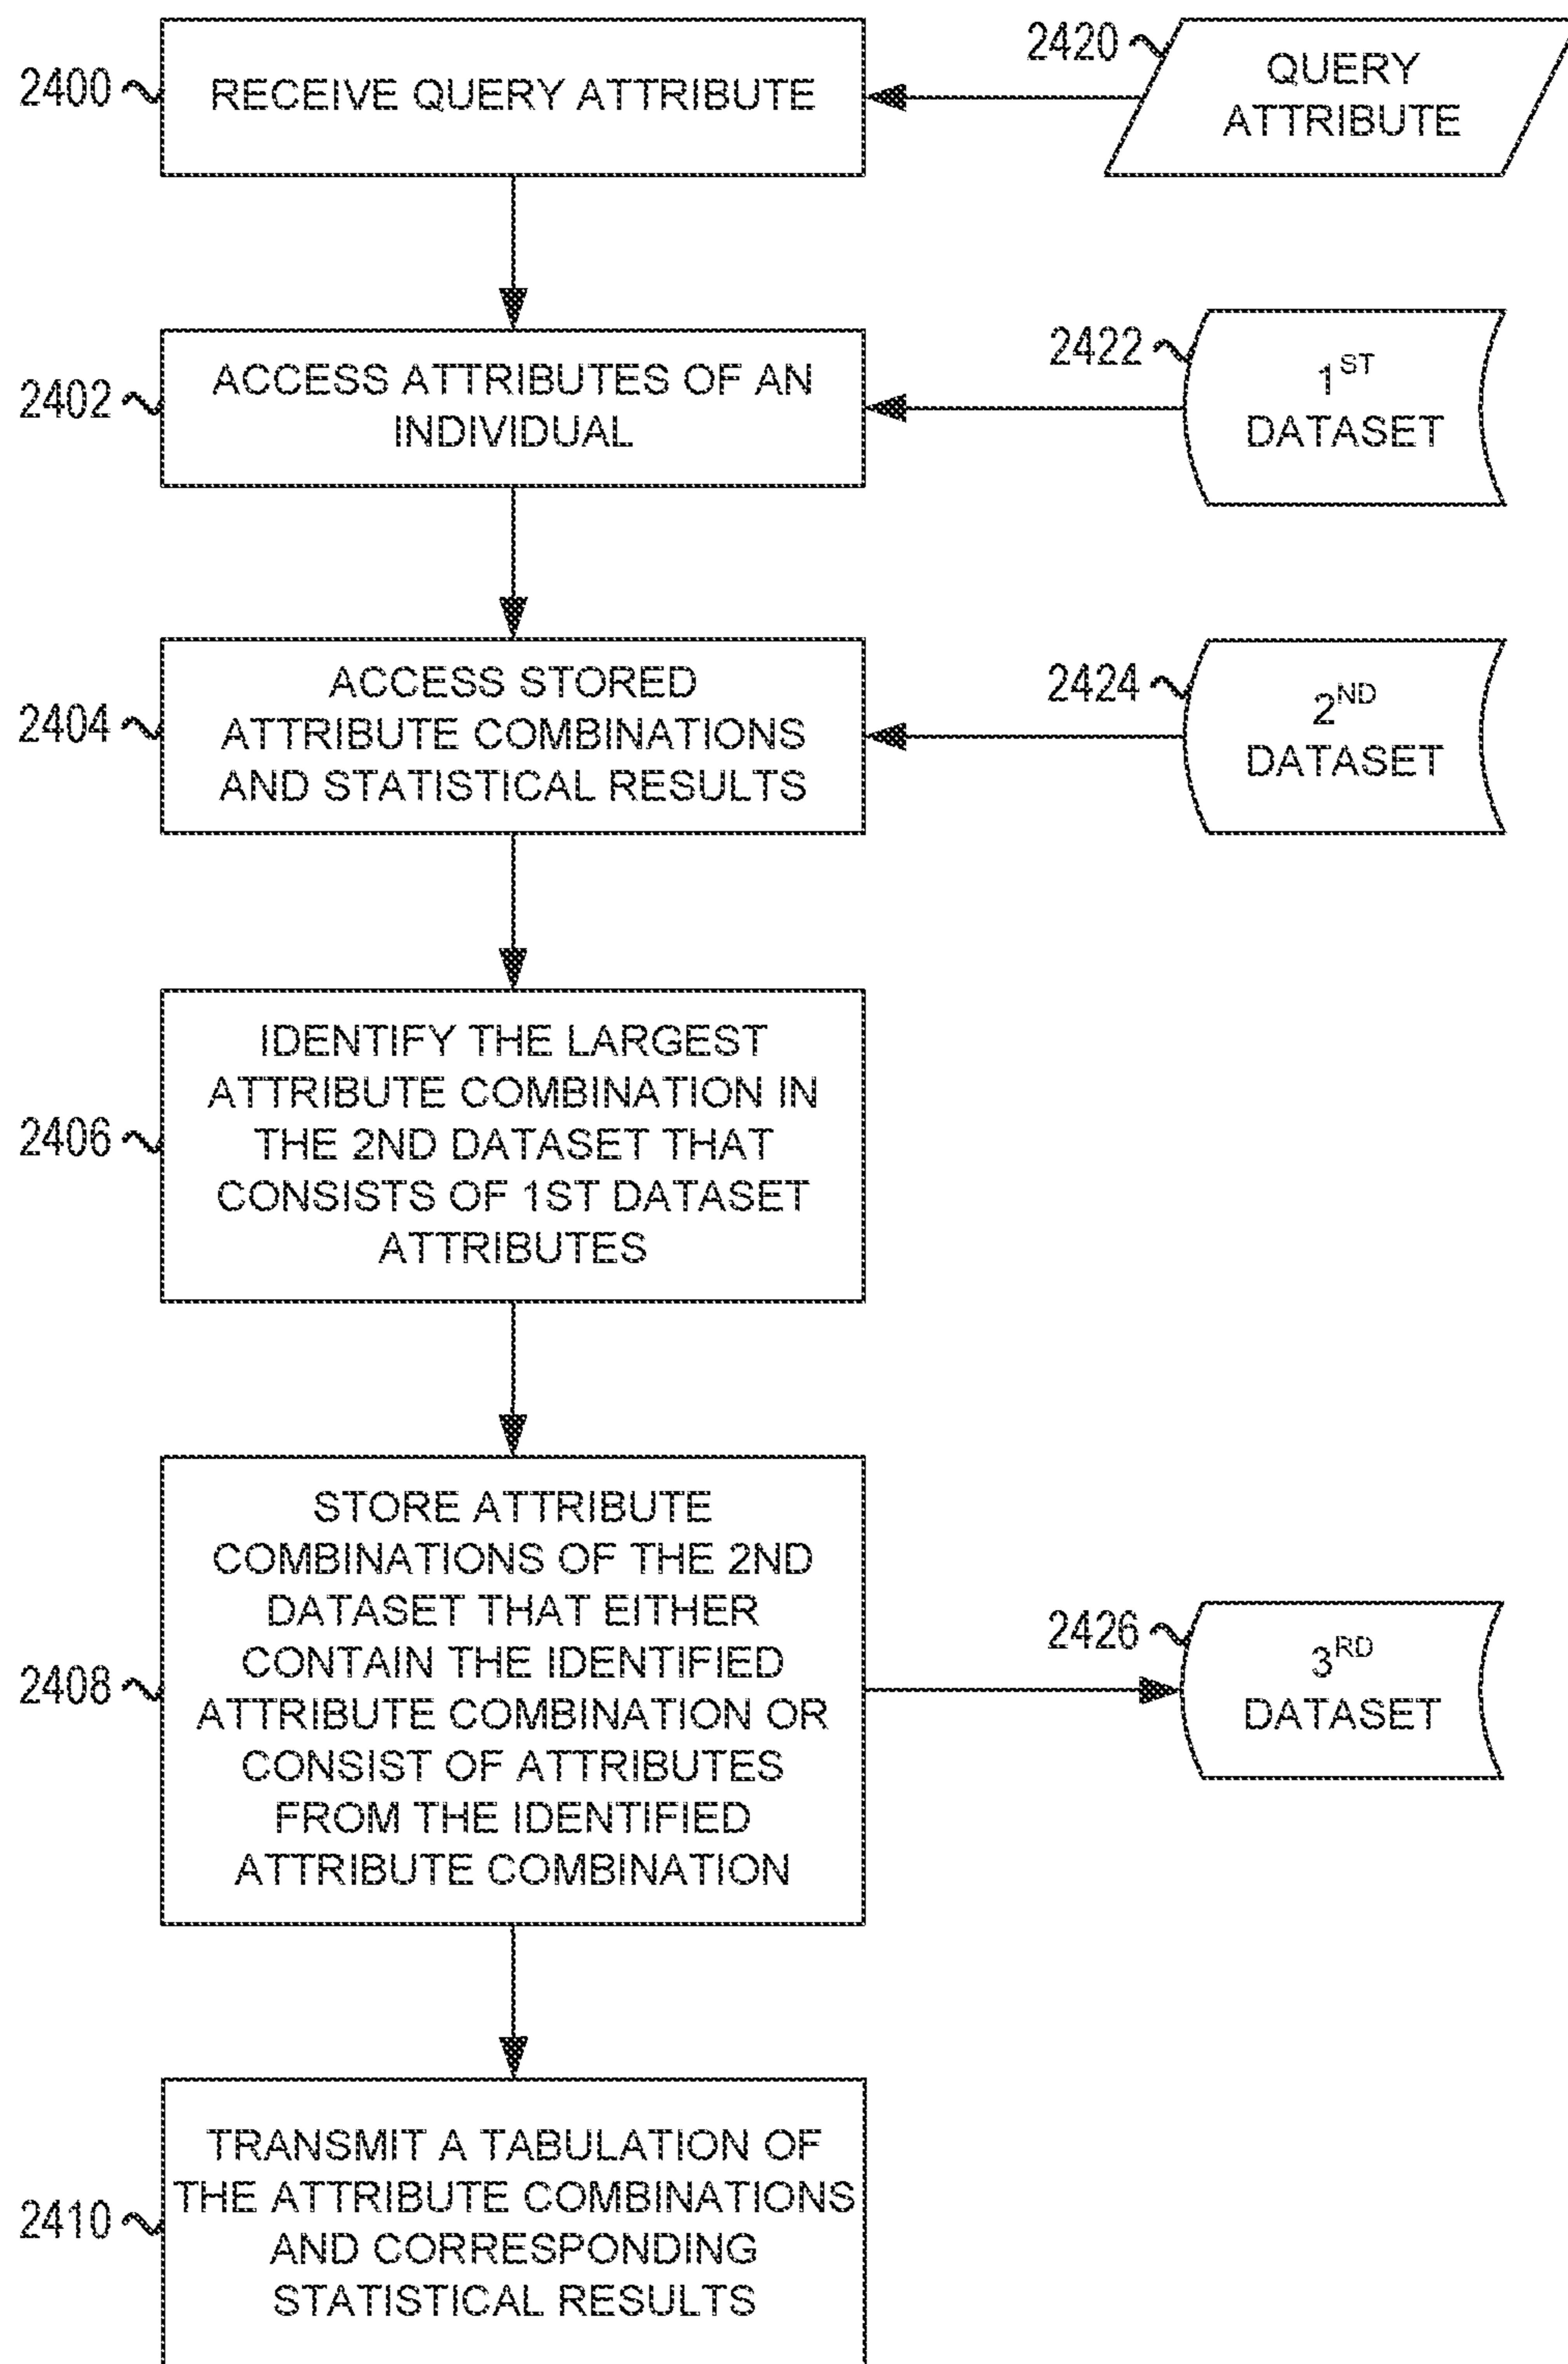 2400
RECEIVE QUERY ATTRIBUTE
2420
QUERY
ATTRIBUTE
2402
ACCESS ATTRIBUTES OF AN
INDIVIDUAL
2422
1ST
DATASET
2404
ACCESS STORED
ATTRIBUTE COMBINATIONS
AND STATISTICAL RESULTS
2424
2ND
DATASET
2406
IDENTIFY THE LARGEST
ATTRIBUTE COMBINATION IN
THE 2ND DATASET THAT
CONSISTS OF 1ST DATASET
ATTRIBUTES
2408
STORE ATTRIBUTE
COMBINATIONS OF THE 2ND
DATASET THAT EITHER
CONTAIN THE IDENTIFIED
ATTRIBUTE COMBINATION OR
CONSIST OF ATTRIBUTES
FROM THE IDENTIFIED
ATTRIBUTE COMBINATION
2426
3RD
DATASET
2410
TRANSMIT A TABULATION OF
THE ATTRIBUTE COMBINATIONS
AND CORRESPONDING
STATISTICAL RESULTS